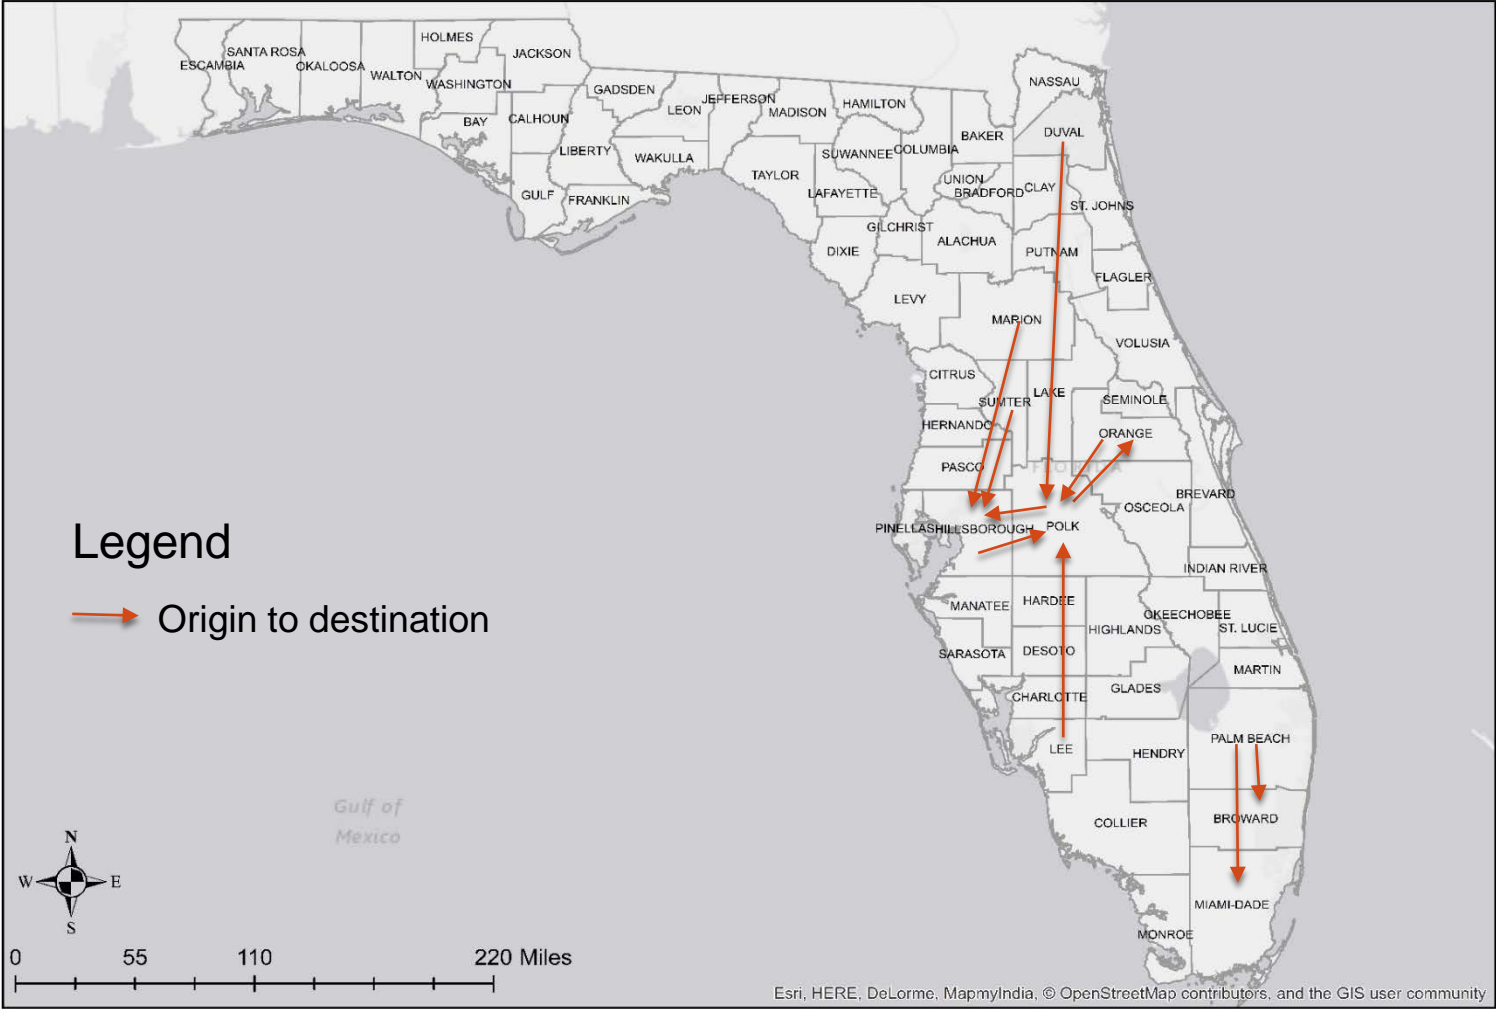 HOLMES
SANTA ROSA
JACKSON
ESCAMBIA
OKALOOSA
WALTON
WASHINGTON
NASSAU
GADSDEN
JEFFERSON
HAMILTON
LEON
MADISON
BAY
CALHOUN
DUVAL
BAKER
LIBERTY
WAKULLA
SUWANNEE
COLUMBIA
TAYLOR
UNION
CLAY
GULF
FRANKLIN
LAFAYETTE
BRADFORD
ST. JOHNS
GILCHRIST
DIXIE
ALACHUA
PUTNAM
FLAGLER
LEVY
MARION
VOLUSIA
CITRUS
LAKE
SUMTER
SEMINOLE
HERNANDO
ORANGE
PASCO
FLORIDA
BREVARD
OSCEOLA
PINELLAS
HILLSBOROUGH
POLK
Legend
INDIAN RIVER
MANATEE
HARDEE
OKEECHOBEE
Origin to destination
HIGHLANDS
ST. LUCIE
SARASOTA
DESOTO
MARTIN
CHARLOTTE
GLADES
LEE
HENDRY
PALM BEACH
Gulf of
Mexico
COLLIER
BROWARD
N
W E
S
MIAMI-DADE
MONROE
0 55 110 220 Miles
Esri, HERE, DeLorme, MapmyIndia, © OpenStreetMap contributors, and the GIS user community